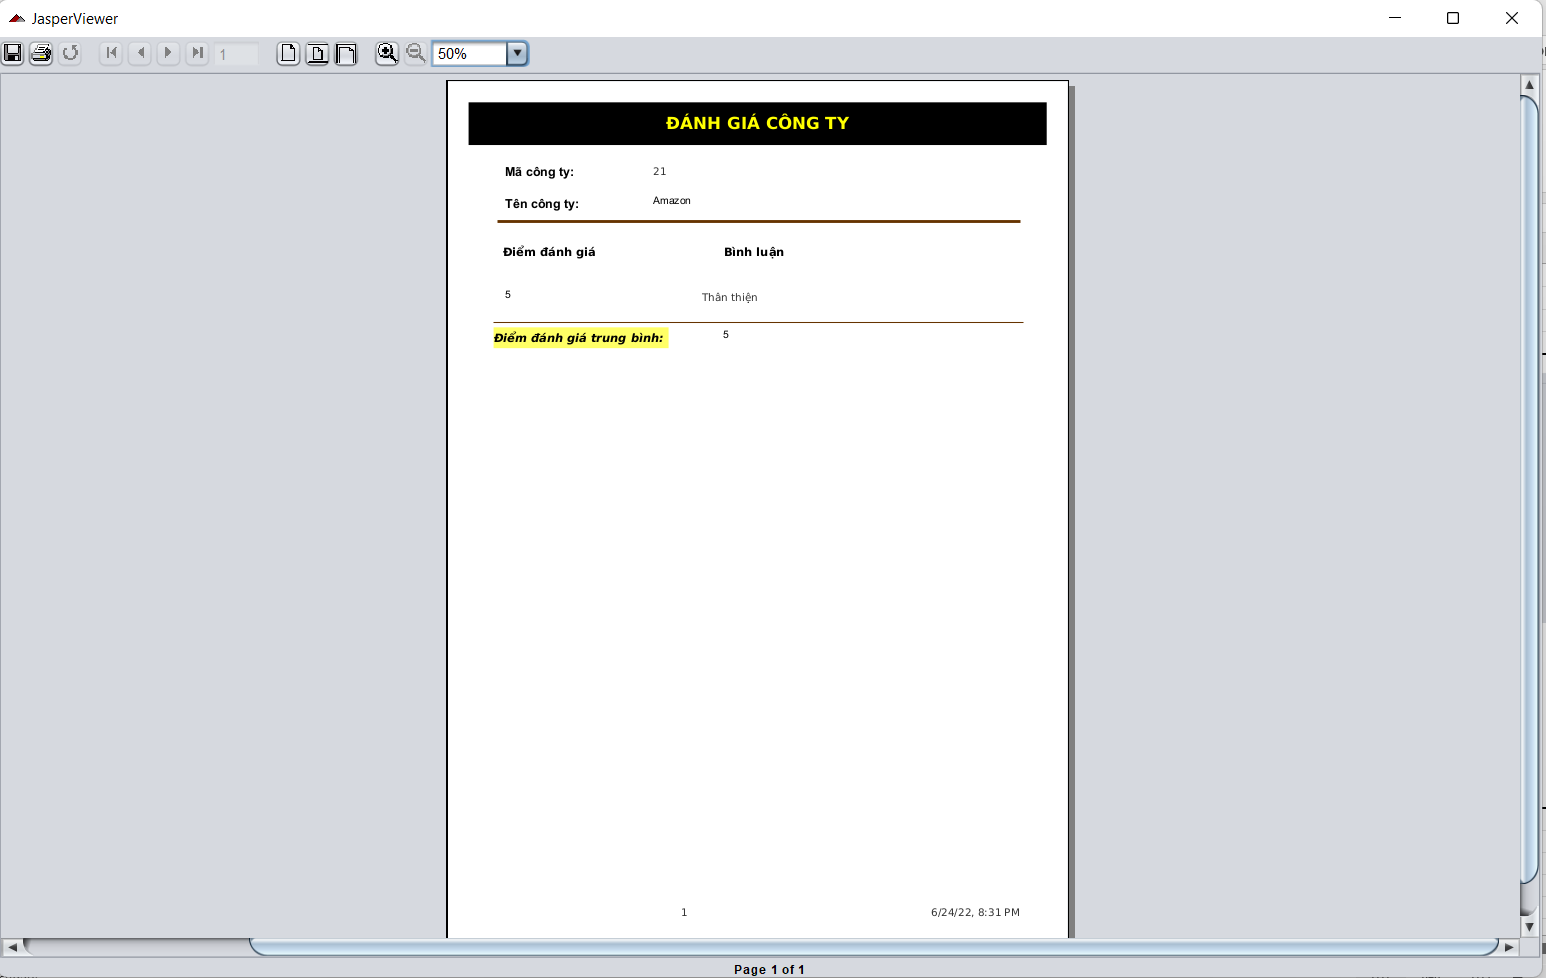 JasperViewer
1
50%
ĐÁNH GIÁ CÔNG TY
Mã công ty: 21
Tên công ty: Amazon
Điểm đánh giá Bình luận
5 Thân thiện
Điểm đánh giá trung bình: 5
1 6/24/22, 8:31 PM
Page 1 of 1